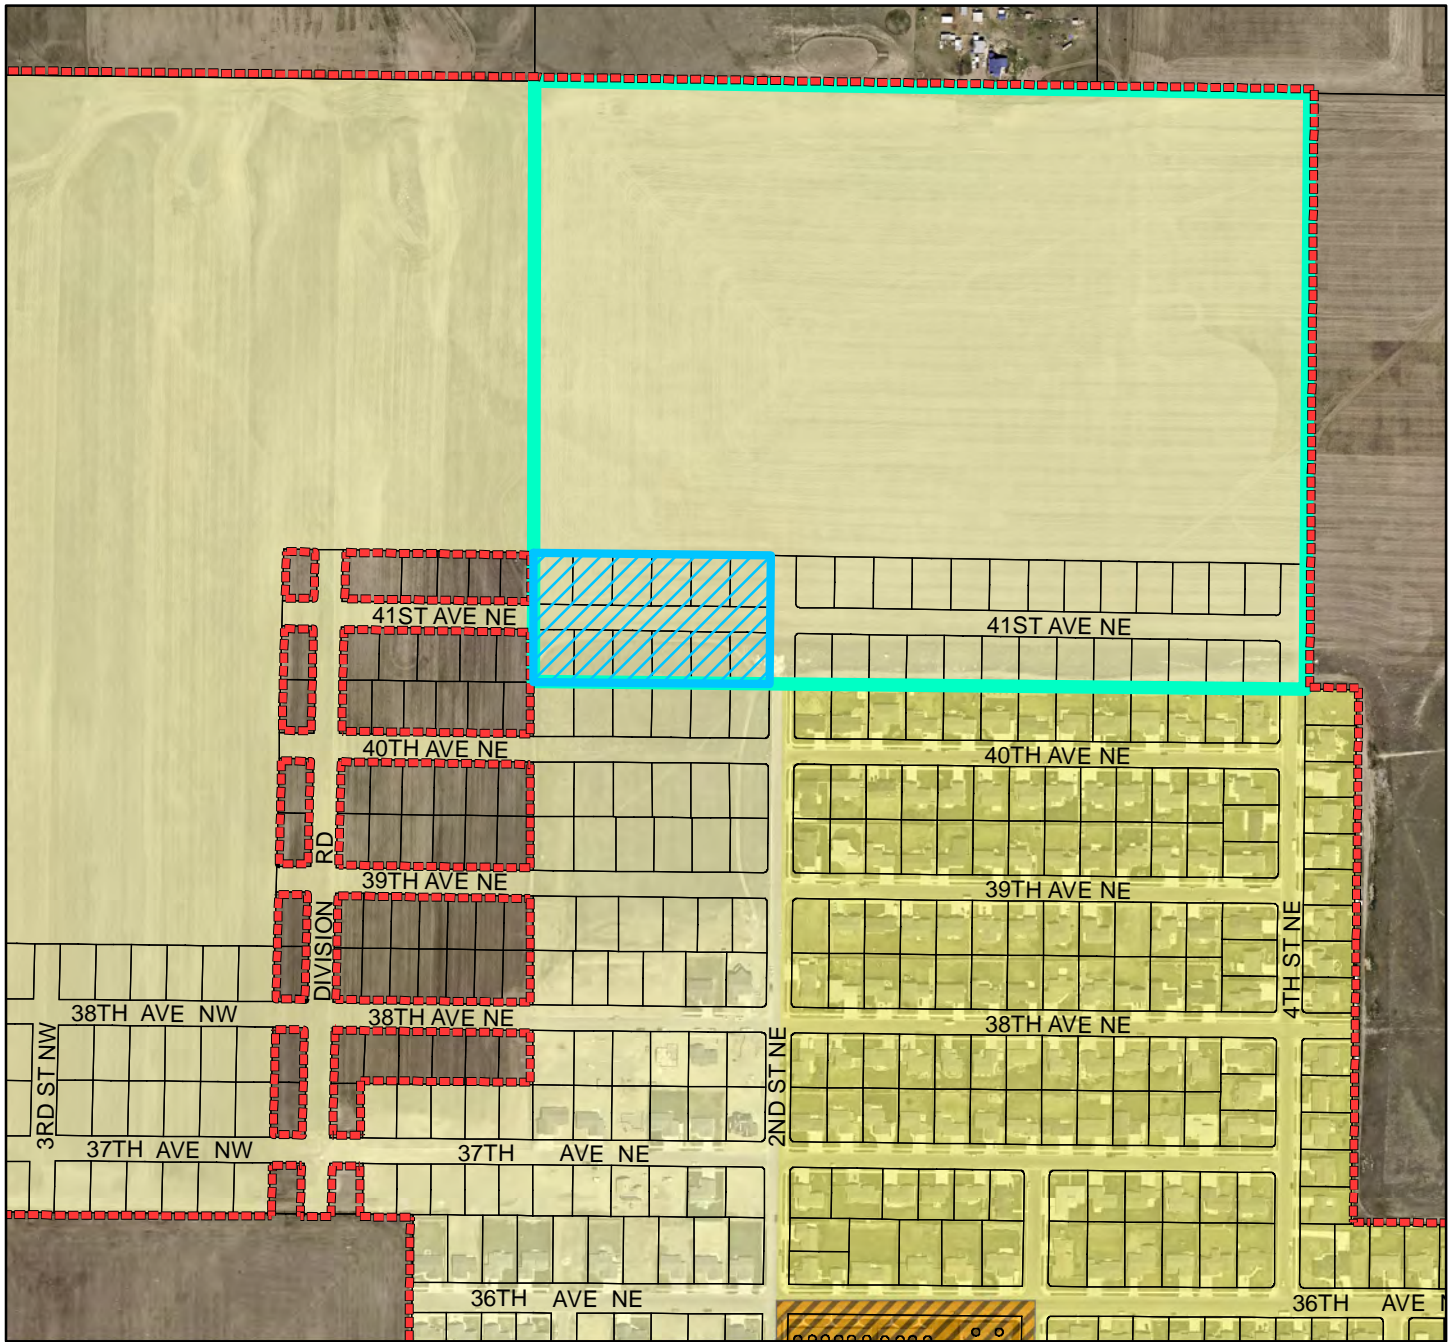 41ST AVE NE
41ST AVE NE
40TH AVE NE
40TH AVE NE
RD
39TH AVE NE
39TH AVE NE
DIVISION
4TH ST NE
38TH AVE NW
38TH AVE NE
38TH AVE NE
3RD ST NW
2ND ST NE
37TH AVE NW
37TH AVE NE
36TH AVE NE
36TH AVE